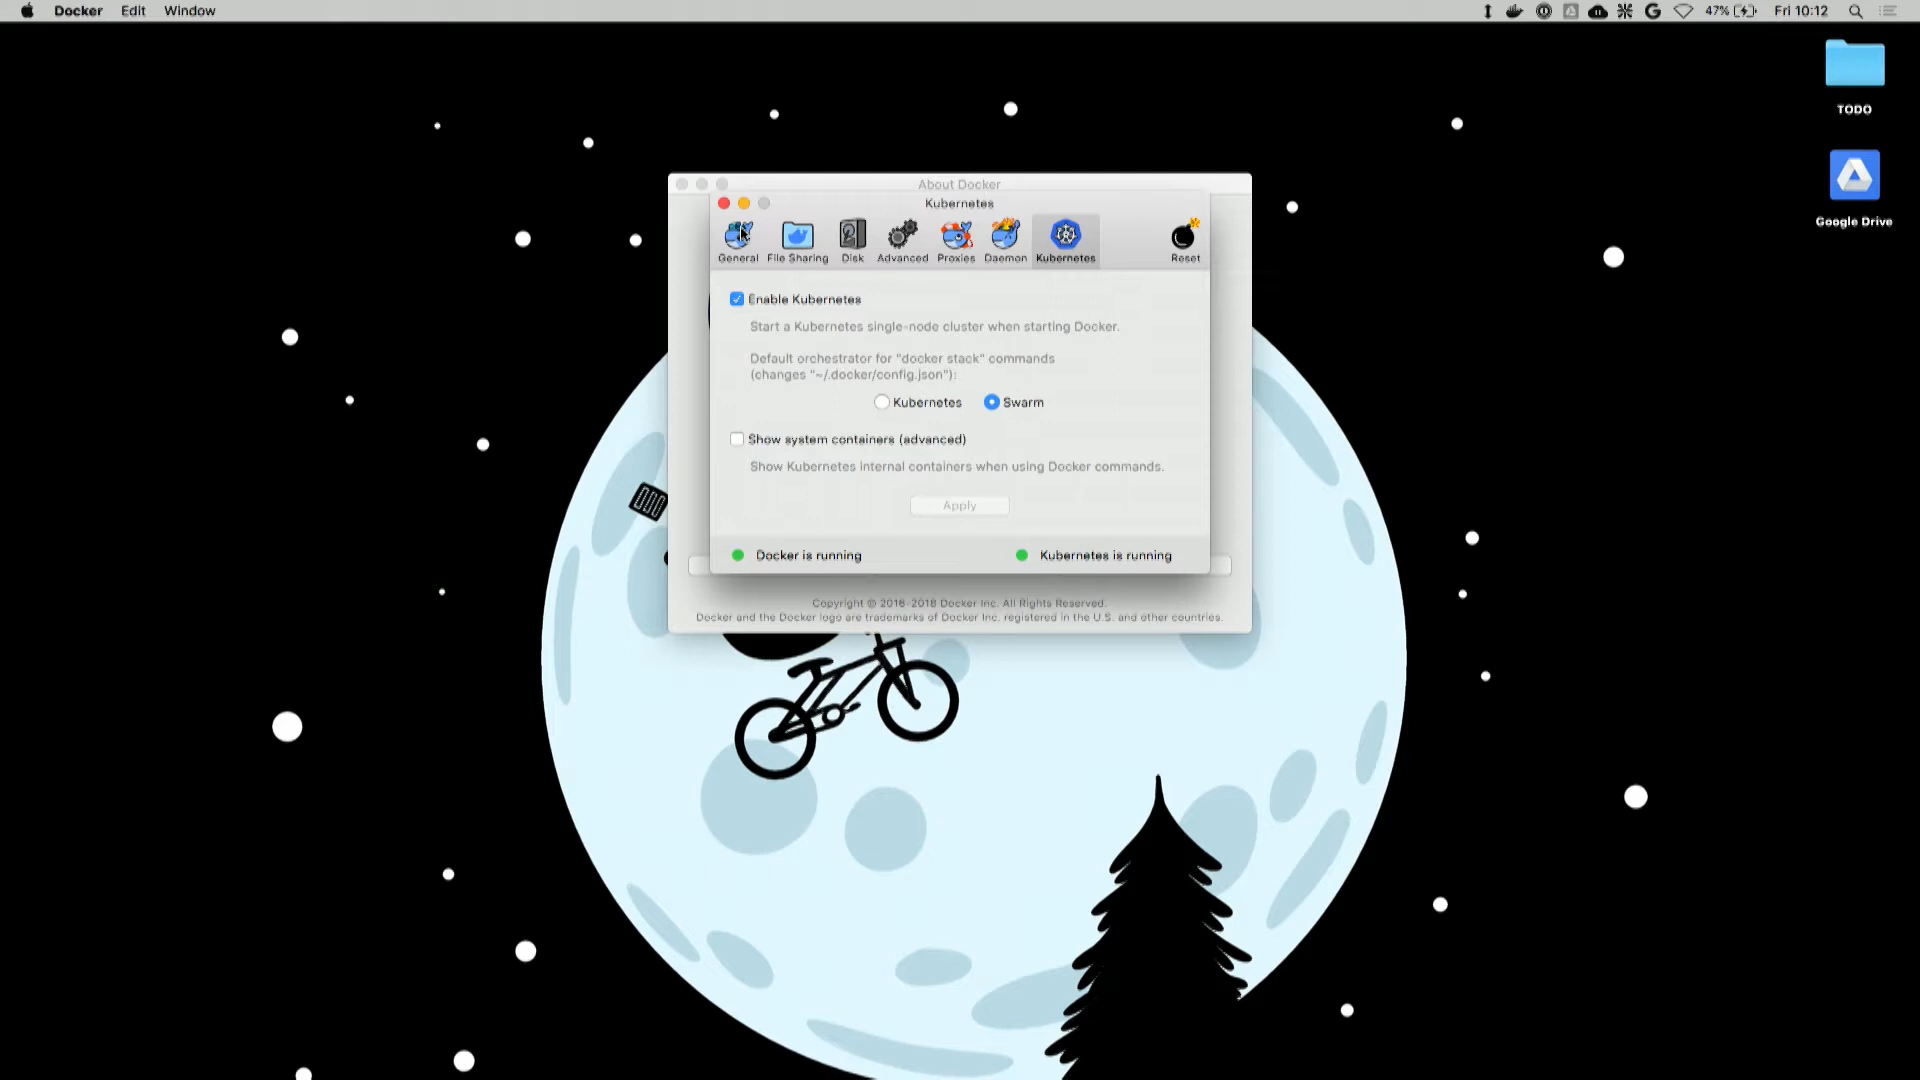 Docker Edit Window
47% Fri 10:12
TODO
Google Drive
About Docker
Kubernetes
General File Sharing Disk Advanced Proxies Daemon Kubernetes Reset
Enable Kubernetes
Start a Kubernetes single-node cluster when starting Docker.
Default orchestrator for "docker stack" commands
(changes "~/.docker/config.json"):
Kubernetes Swarm
Show system containers (advanced)
Show Kubernetes internal containers when using Docker commands.
Apply
Docker is running Kubernetes is running
Copyright © 2016-2018 Docker Inc. All Rights Reserved.
Docker and the Docker logo are trademarks of Docker Inc. registered in the U.S. and other countries.